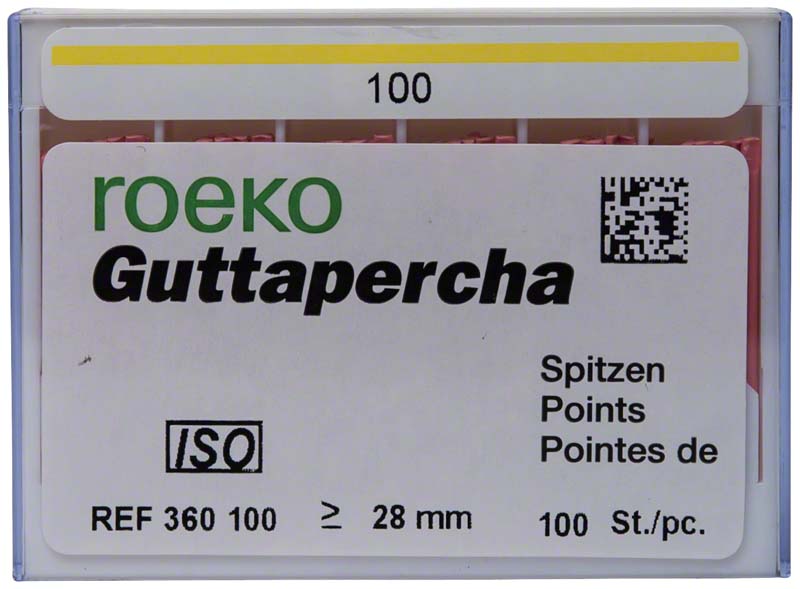 100
roeko
Guttapercha
Spitzen
Points
Pointes de
ISO
REF 360 100 ≥ 28 mm 100 St./pc.